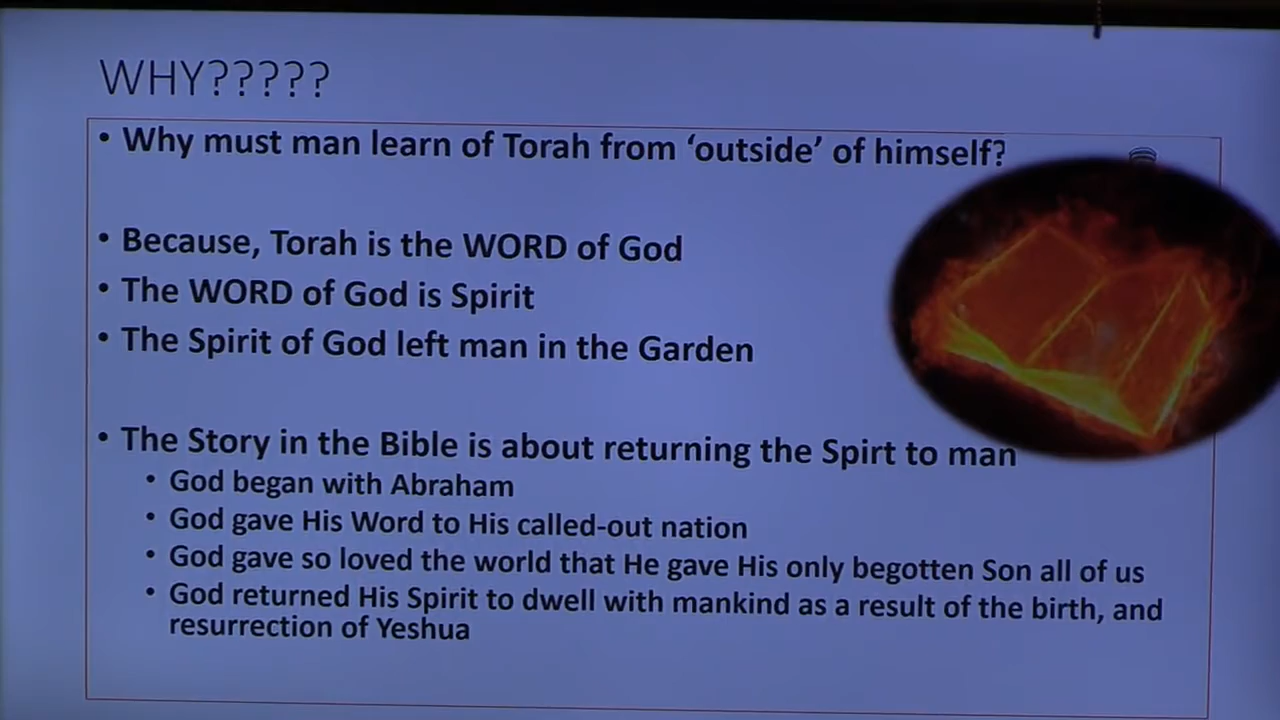 WHY?????
• Why must man learn of Torah from ‘outside’ of himself?
• Because, Torah is the WORD of God
• The WORD of God is Spirit
• The Spirit of God left man in the Garden
• The Story in the Bible is about returning the Spirt to man
• God began with Abraham
• God gave His Word to His called-out nation
• God gave so loved the world that He gave His only begotten Son all of us
• God returned His Spirit to dwell with mankind as a result of the birth, and
resurrection of Yeshua